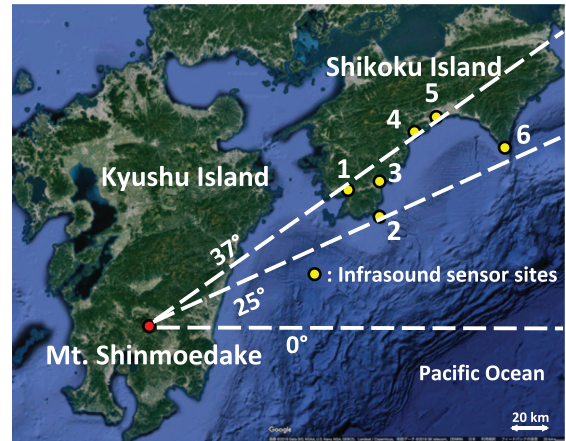 Shikoku Island
5
4
6
Kyushu Island
1
3
2
37°
25°
: Infrasound sensor sites
0°
Mt. Shinmoedake
Pacific Ocean
Google
20 km